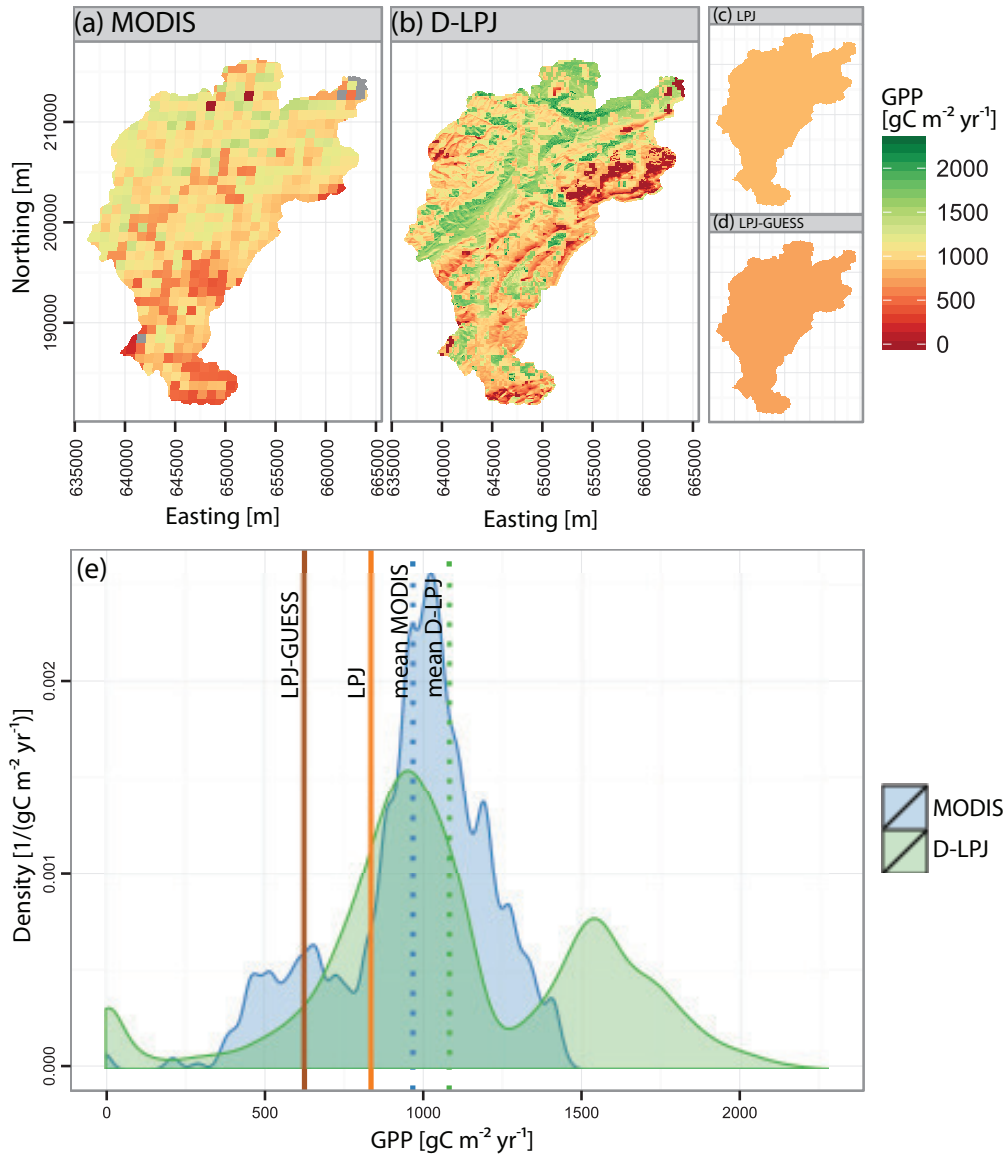 (a) MODIS
(b) D-LPJ
(c) LPJ
(d) LPJ-GUESS
GPP
[gC m⁻² yr⁻¹]
2000
1500
1000
500
0
Northing [m]
210000
200000
190000
635000
640000
645000
650000
655000
660000
665000
Easting [m]
635000
640000
645000
650000
655000
660000
665000
Easting [m]
(e)
LPJ-GUESS
LPJ
mean MODIS
mean D-LPJ
Density [1/(gC m⁻² yr⁻¹)]
0.002
0.001
0.000
0
500
1000
1500
2000
GPP [gC m⁻² yr⁻¹]
MODIS
D-LPJ